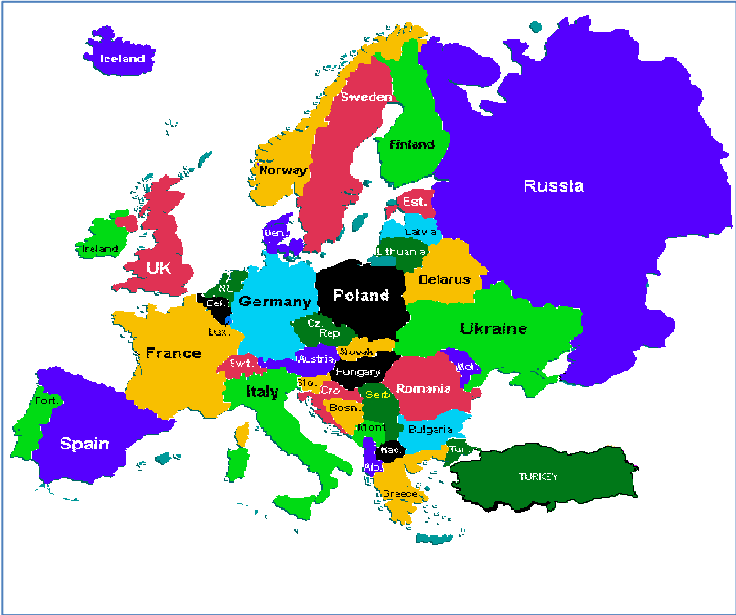 Iceland
Sweden
Finland
Norway
Russia
Est.
Den.
Latvia
Lithuania
Ireland
UK
Belarus
Germany
Poland
Bel.
Ukraine
Cz.
Rep
Lux.
France
Slovak.
Austria
Swt.
Hungary
Mol
Italy
Slo.
Cro
Romania
Serb
Port.
Bosn.
Mont
Bulgaria
Spain
Mac.
Tur
Alb.
TURKEY
Greece